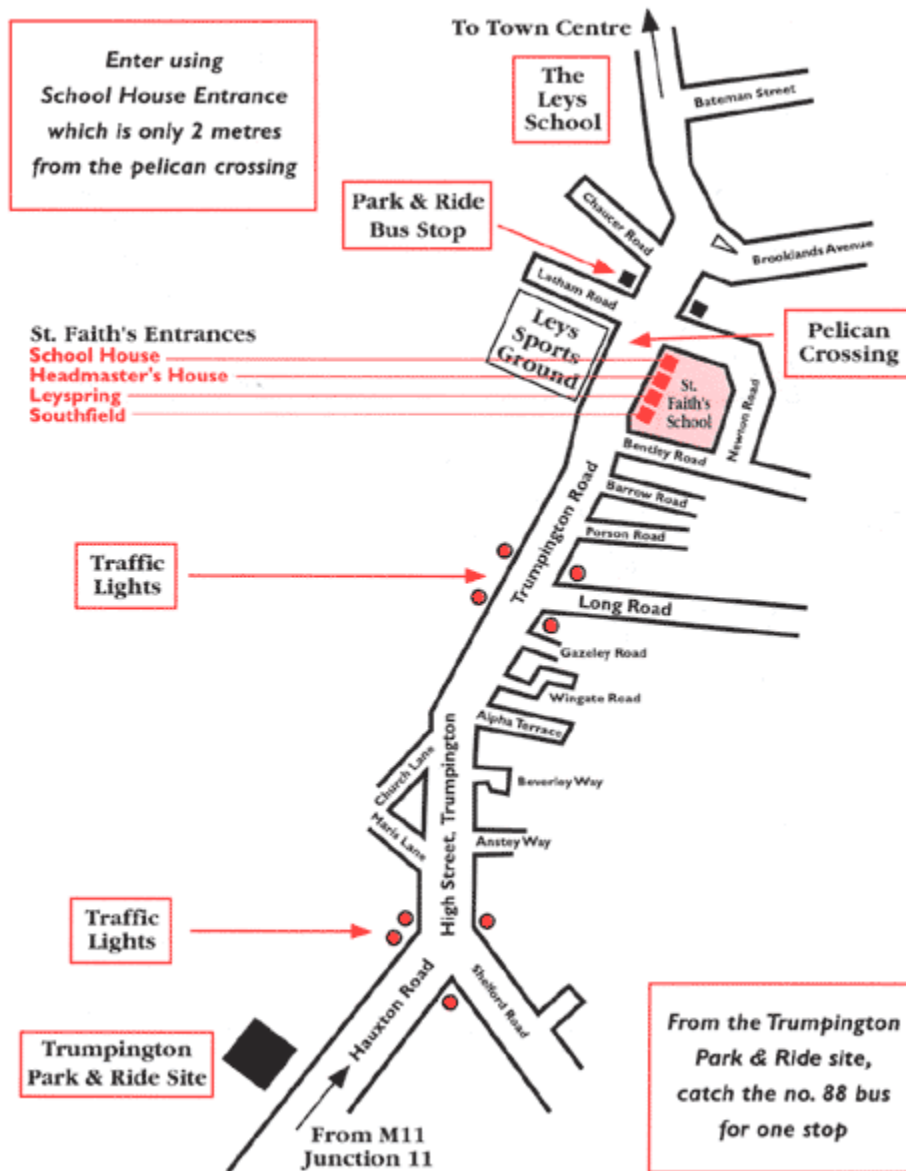 To Town Centre
Enter using
School House Entrance
which is only 2 metres
from the pelican crossing
The
Leys
School
Bateman Street
Park & Ride
Bus Stop
Chaucer Road
Brooklands Avenue
Latham Road
Leys
Sports
Ground
Pelican
Crossing
St. Faith's Entrances
School House
Headmaster's House
Leyspring
Southfield
St.
Faith's
School
Newton Road
Bentley Road
Barrow Road
Porson Road
Trumpington Road
Traffic
Lights
Long Road
Gazeley Road
Wingate Road
Alpha Terrace
Church Lane
Beverley Way
Maris Lane
High Street, Trumpington
Anstey Way
Traffic
Lights
Shelford Road
Hauxton Road
Trumpington
Park & Ride Site
From M11
Junction 11
From the Trumpington
Park & Ride site,
catch the no. 88 bus
for one stop